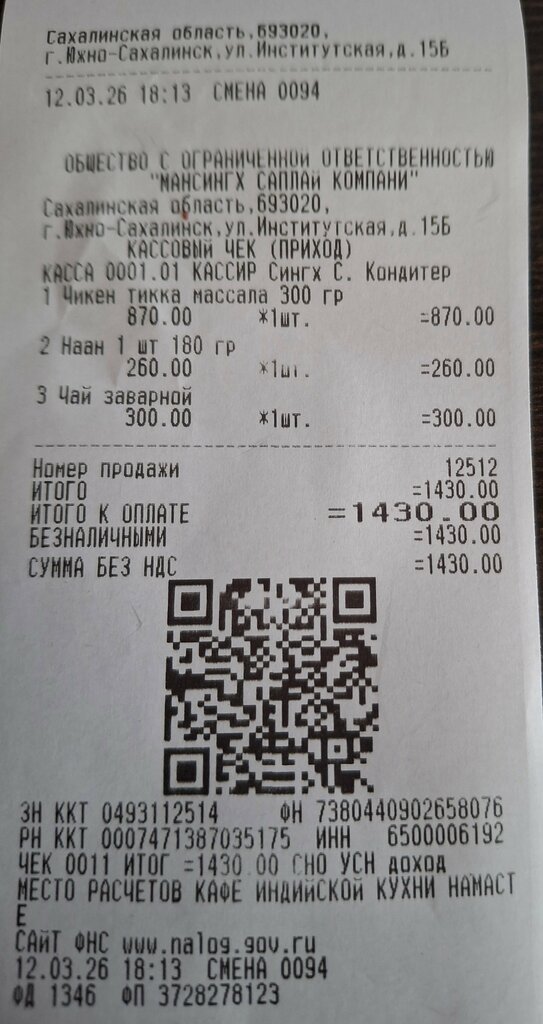 Сахалинская область,693020,
г.Южно-Сахалинск,ул.Институтская,д.15Б
12.03.26 18:13 СМЕНА 0094
ОБЩЕСТВО С ОГРАНИЧЕННОЙ ОТВЕТСТВЕННОСТЬЮ
"МАНСИНГХ САПЛАЙ КОМПАНИ"
Сахалинская область,693020,
г.Южно-Сахалинск,ул.Институтская,д.15Б
КАССОВЫЙ ЧЕК (ПРИХОД)
КАССА 0001.01 КАССИР Сингх С. Кондитер
1 Чикен тикка массала 300 гр
870.00 *1шт. =870.00
2 Наан 1 шт 180 гр
260.00 *1шт. =260.00
3 Чай заварной
300.00 *1шт. =300.00
Номер продажи 12512
ИТОГО =1430.00
ИТОГО К ОПЛАТЕ =1430.00
БЕЗНАЛИЧНЫМИ =1430.00
СУММА БЕЗ НДС =1430.00
ЗН ККТ 0493112514 ФН 7380440902658076
РН ККТ 0007471387035175 ИНН 6500006192
ЧЕК 0011 ИТОГ =1430.00 СНО УСН доход
МЕСТО РАСЧЕТОВ КАФЕ ИНДИЙСКОЙ КУХНИ НАМАСТ
Е
САЙТ ФНС www.nalog.gov.ru
12.03.26 18:13 СМЕНА 0094
ФД 1346 ФП 3728278123